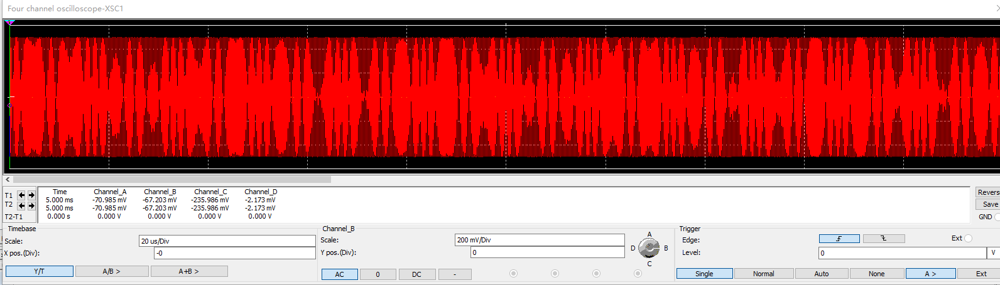 Four channel oscilloscope-XSC1
T1
T2
T2-T1
Time Channel_A Channel_B Channel_C Channel_D
5.000 ms -70.985 mV -67.203 mV -235.986 mV -2.173 mV
5.000 ms -70.985 mV -67.203 mV -235.986 mV -2.173 mV
0.000 s 0.000 V 0.000 V 0.000 V 0.000 V
Revers
Save
GND
Timebase
Scale: 20 us/Div
X pos.(Div): -0
Y/T A/B > A+B >
Channel_B
Scale: 200 mV/Div
Y pos.(Div): 0
AC 0 DC -
A
D B
C
Trigger
Edge: Ext
Level: 0 V
Single Normal Auto None A > Ext